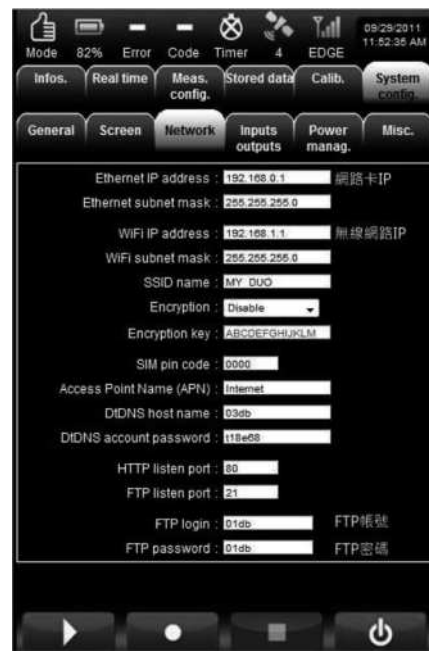 Mode 82% Error Code Timer 4 EDGE 09/29/2011 11:52:35 AM
Infos. Real time Meas. config. Stored data Calib. System config.
General Screen Network Inputs outputs Power manag. Misc.
Ethernet IP address : 192.168.0.1 網路卡IP
Ethernet subnet mask : 255.255.255.0
WiFi IP address : 192.168.1.1 無線網路IP
WiFi subnet mask : 255.255.255.0
SSID name : MY DUO
Encryption : Disable
Encryption key : ABCDEFGHIJKLM
SIM pin code : 0000
Access Point Name (APN) : Internet
DtDNS host name : 03db
DtDNS account password : t18e68
HTTP listen port : 80
FTP listen port : 21
FTP login : 01db FTP帳號
FTP password : 01db FTP密碼